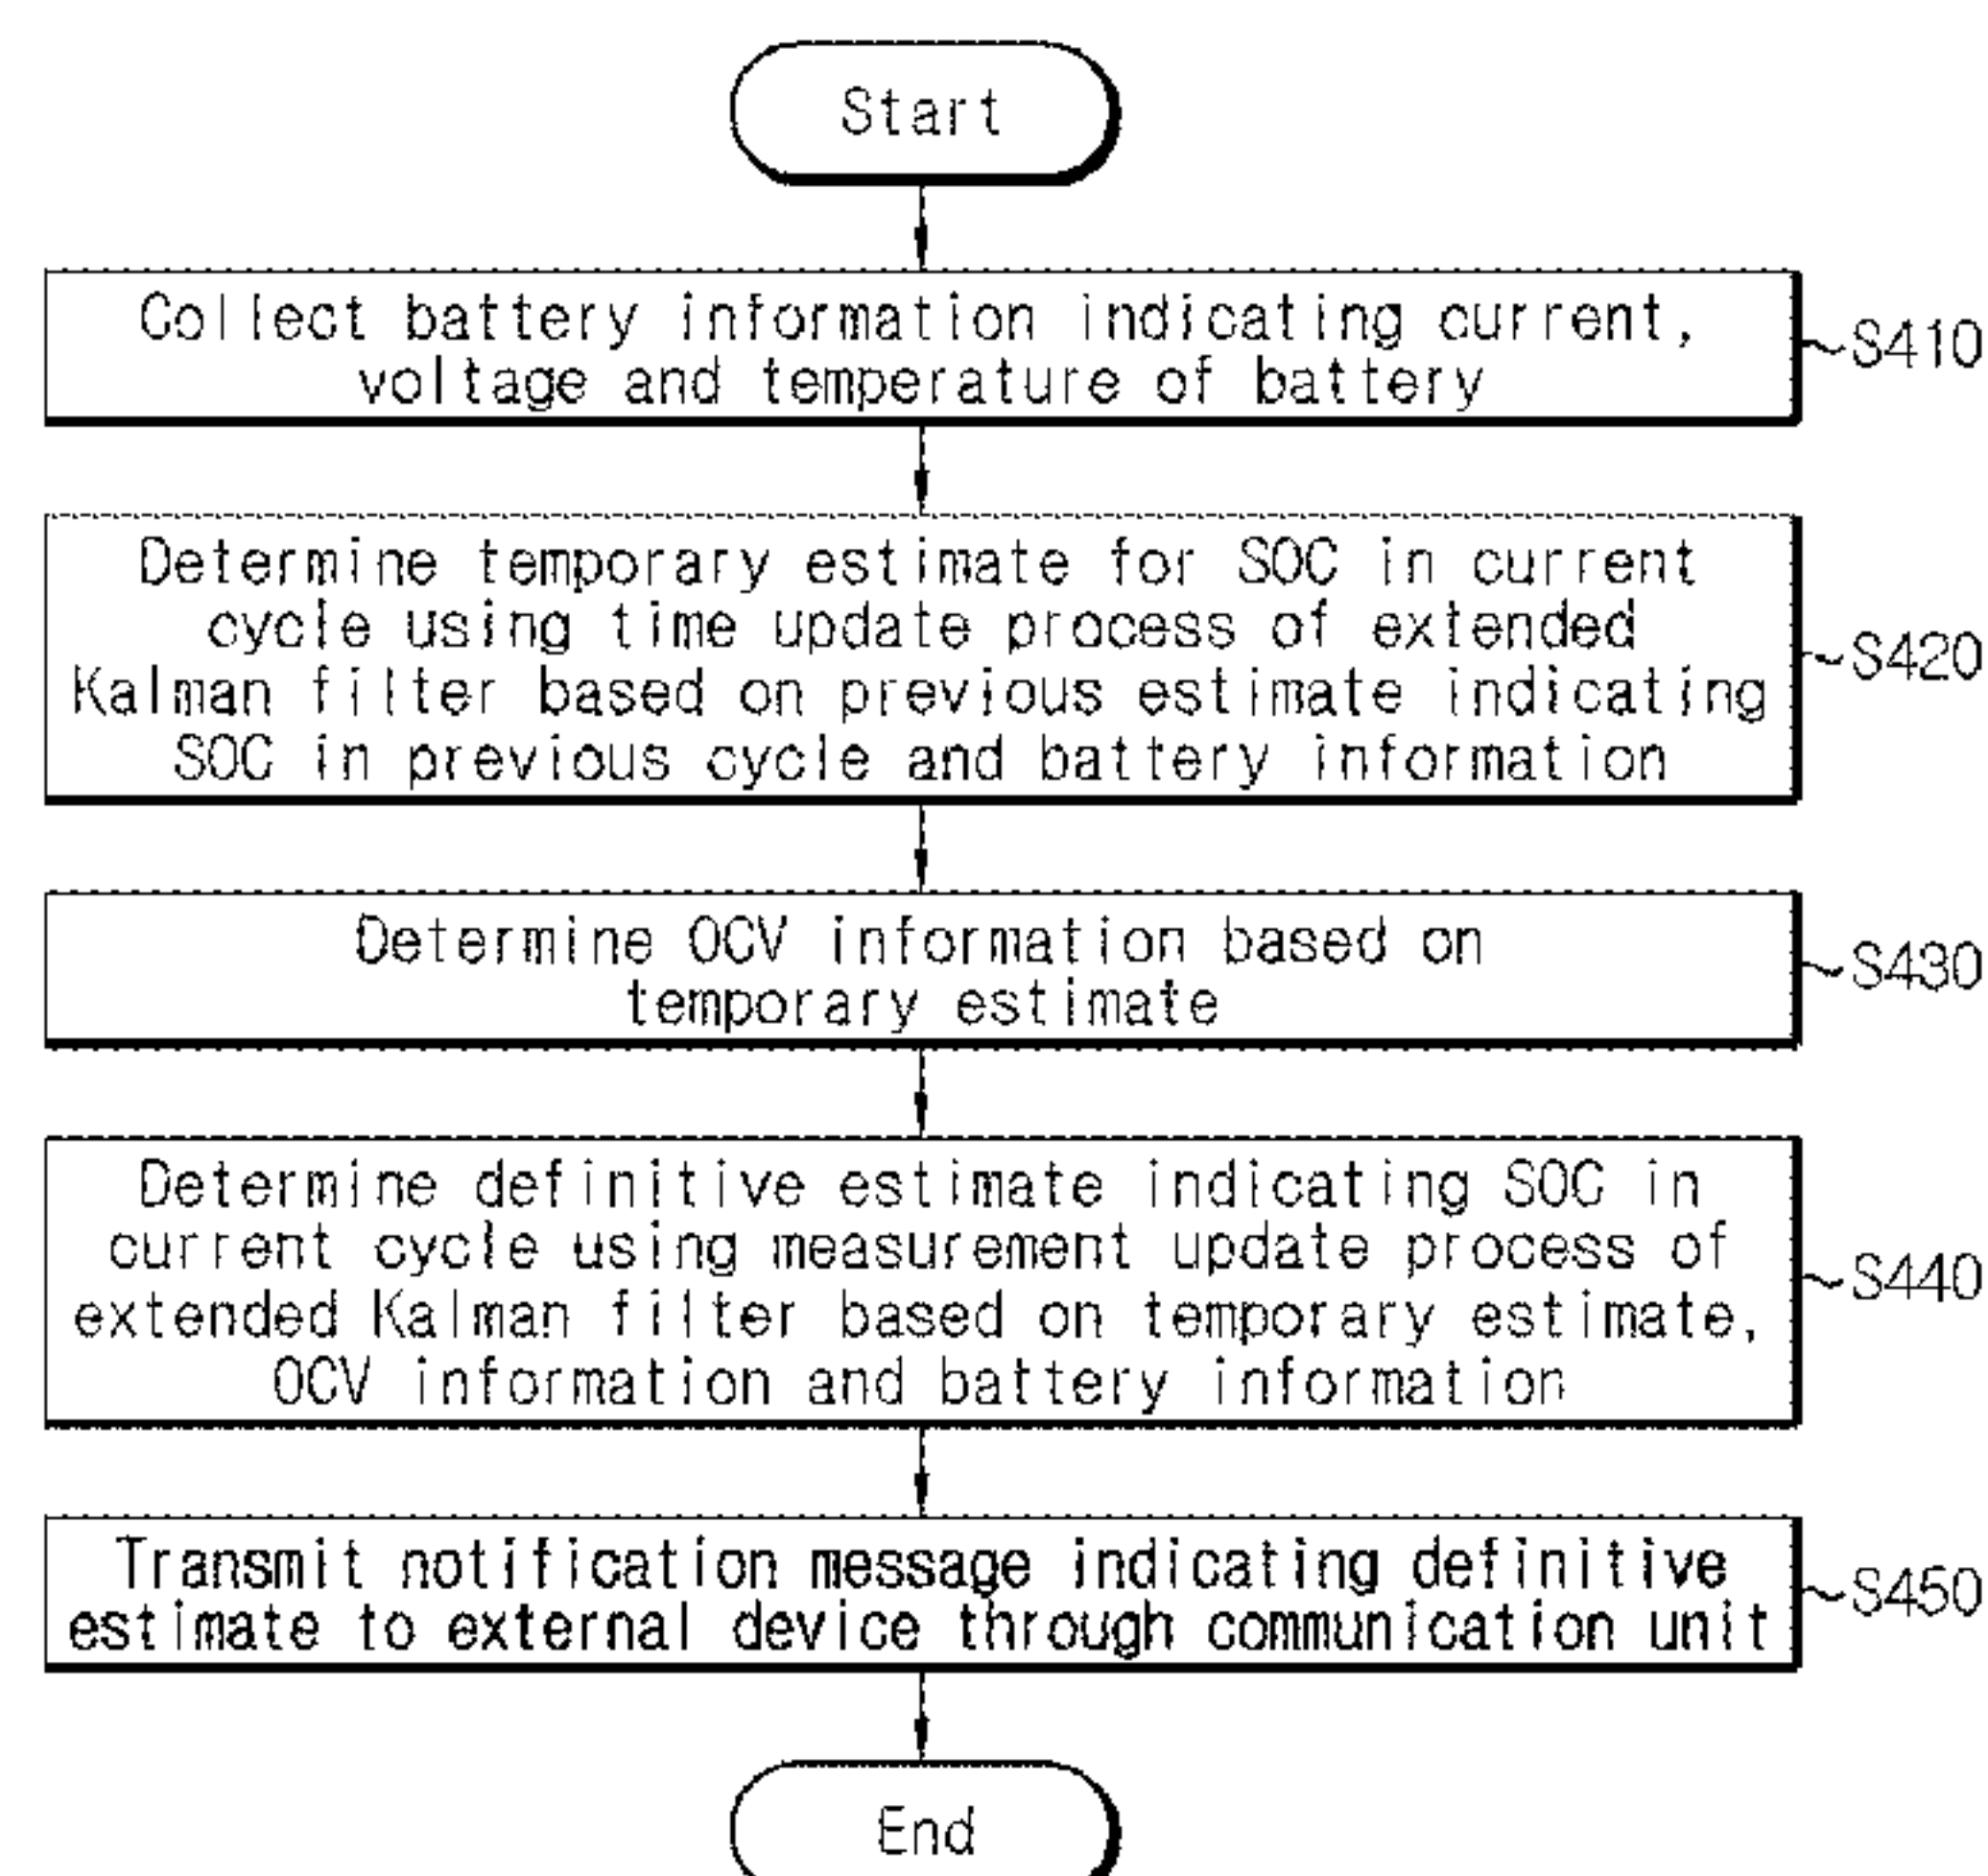 Start
Collect battery information indicating current,
voltage and temperature of battery
S410
Determine temporary estimate for SOC in current
cycle using time update process of extended
Kalman filter based on previous estimate indicating
SOC in previous cycle and battery information
S420
Determine OCV information based on
temporary estimate
S430
Determine definitive estimate indicating SOC in
current cycle using measurement update process of
extended Kalman filter based on temporary estimate,
OCV information and battery information
S440
Transmit notification message indicating definitive
estimate to external device through communication unit
S450
End